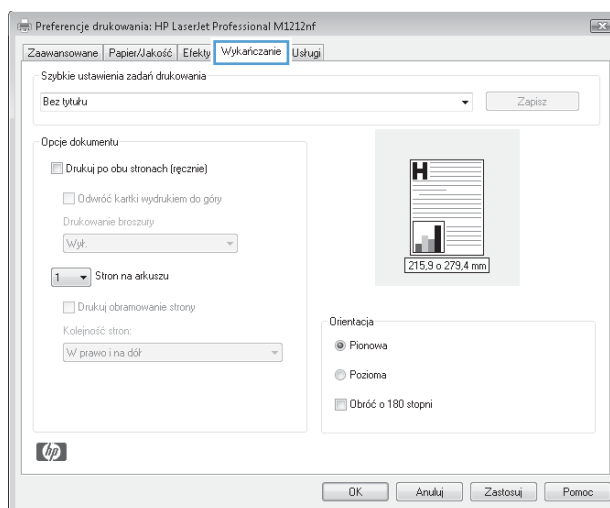 Preferencje drukowania: HP LaserJet Professional M1212nf
Zaawansowane Papier/Jakość Efekty Wykańczanie Usługi
Szybkie ustawienia zadań drukowania
Bez tytułu Zapisz
Opcje dokumentu
Drukuj po obu stronach (ręcznie)
Odwróć kartki wydrukiem do góry
Drukowanie broszury
Wył.
1 Stron na arkuszu
Drukuj obramowanie strony
Kolejność stron:
W prawo i na dół
H
215,9 o 279,4 mm
Orientacja
Pionowa
Pozioma
Obróć o 180 stopni
hp
OK Anuluj Zastosuj Pomoc